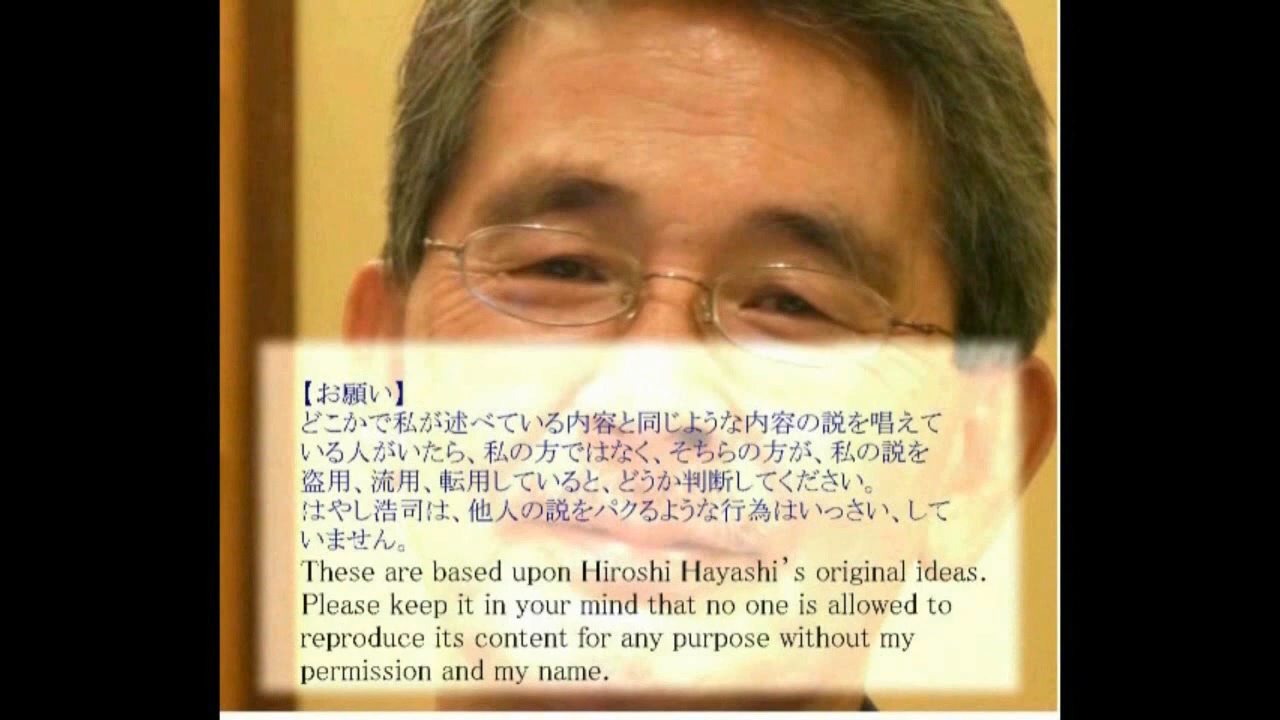 【お願い】
どこかで私が述べている内容と同じような内容の説を唱えて
いる人がいたら、私の方ではなく、そちらの方が、私の説を
盗用、流用、転用していると、どうか判断してください。
はやし浩司は、他人の説をパクるような行為はいっさい、して
いません。
These are based upon Hiroshi Hayashi’s original ideas.
Please keep it in your mind that no one is allowed to
reproduce its content for any purpose without my
permission and my name.